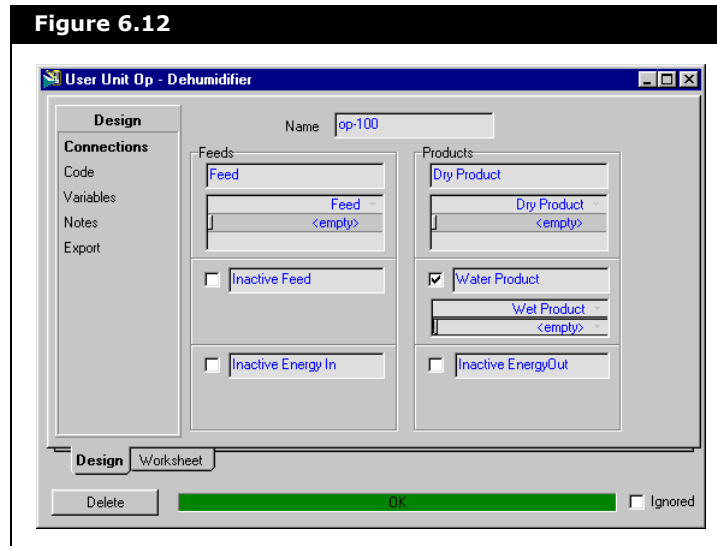 Figure 6.12
User Unit Op - Dehumidifier
Design
Connections
Code
Variables
Notes
Export
Name op-100
Feeds
Feed
Feed
<empty>
Inactive Feed
Inactive Energy In
Products
Dry Product
Dry Product
<empty>
Water Product
Wet Product
<empty>
Inactive EnergyOut
Design Worksheet
Delete OK Ignored